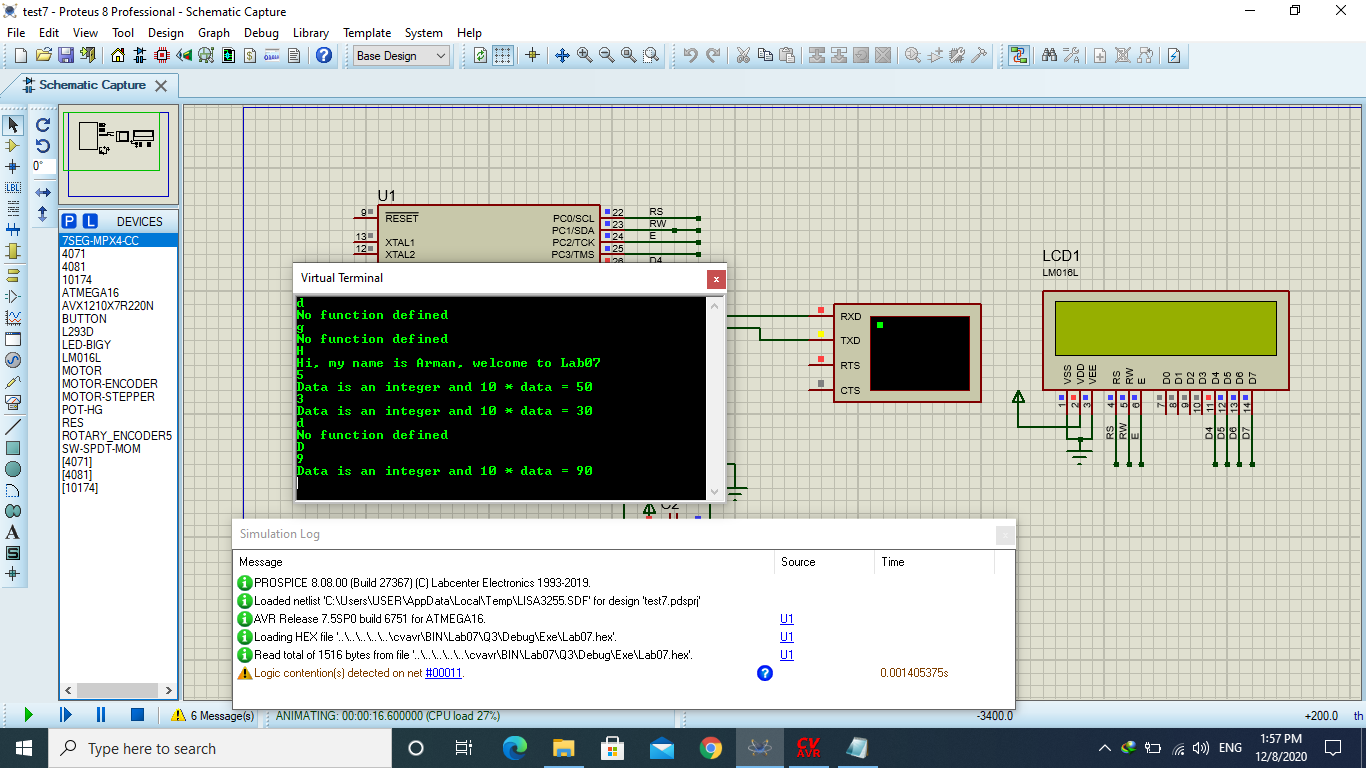 test7 - Proteus 8 Professional - Schematic Capture
File Edit View Tool Design Graph Debug Library Template System Help
Base Design
Schematic Capture
LBL
0°
P L DEVICES
7SEG-MPX4-CC
4071
4081
10174
ATMEGA16
AVX1210X7R220N
BUTTON
L293D
LED-BIGY
LM016L
MOTOR
MOTOR-ENCODER
MOTOR-STEPPER
POT-HG
RES
ROTARY_ENCODER5
SW-SPDT-MOM
[4071]
[4081]
[10174]
U1
9 RESET
13 XTAL1
12 XTAL2
PC0/SCL 22 RS
PC1/SDA 23 RW
PC2/TCK 24 E
PC3/TMS 25
26 D4
Virtual Terminal
d
No function defined
g
No function defined
H
Hi, my name is Arman, welcome to Lab07
5
Data is an integer and 10 * data = 50
3
Data is an integer and 10 * data = 30
d
No function defined
D
9
Data is an integer and 10 * data = 90
RXD
TXD
RTS
CTS
LCD1
LM016L
VSS VDD VEE RS RW E D0 D1 D2 D3 D4 D5 D6 D7
1 2 3 4 5 6 7 8 9 10 11 12 13 14
RS RW E D4 D5 D6 D7
C2
Simulation Log
Message Source Time
PROSPICE 8.08.00 (Build 27367) (C) Labcenter Electronics 1993-2019.
Loaded netlist 'C:\Users\USER\AppData\Local\Temp\LISA3255.SDF' for design 'test7.pdsprj'
AVR Release 7.5SP0 build 6751 for ATMEGA16. U1
Loading HEX file '..\..\..\..\..\cvavr\BIN\Lab07\Q3\Debug\Exe\Lab07.hex'. U1
Read total of 1516 bytes from file '..\..\..\..\..\cvavr\BIN\Lab07\Q3\Debug\Exe\Lab07.hex'. U1
Logic contention(s) detected on net #00011. 0.001405375s
6 Message(s) ANIMATING: 00:00:16.600000 (CPU load 27%) -3400.0 +200.0 th
Type here to search
CV
AVR
ENG
1:57 PM
12/8/2020